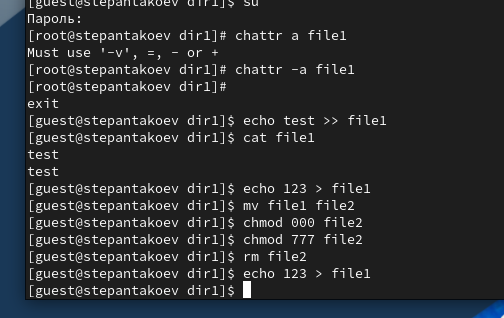 su
Пароль:
[root@stepantakoev dir1]# chattr a file1
Must use '-v', =, - or +
[root@stepantakoev dir1]# chattr -a file1
[root@stepantakoev dir1]#
exit
[guest@stepantakoev dir1]$ echo test >> file1
[guest@stepantakoev dir1]$ cat file1
test
test
[guest@stepantakoev dir1]$ echo 123 > file1
[guest@stepantakoev dir1]$ mv file1 file2
[guest@stepantakoev dir1]$ chmod 000 file2
[guest@stepantakoev dir1]$ chmod 777 file2
[guest@stepantakoev dir1]$ rm file2
[guest@stepantakoev dir1]$ echo 123 > file1
[guest@stepantakoev dir1]$